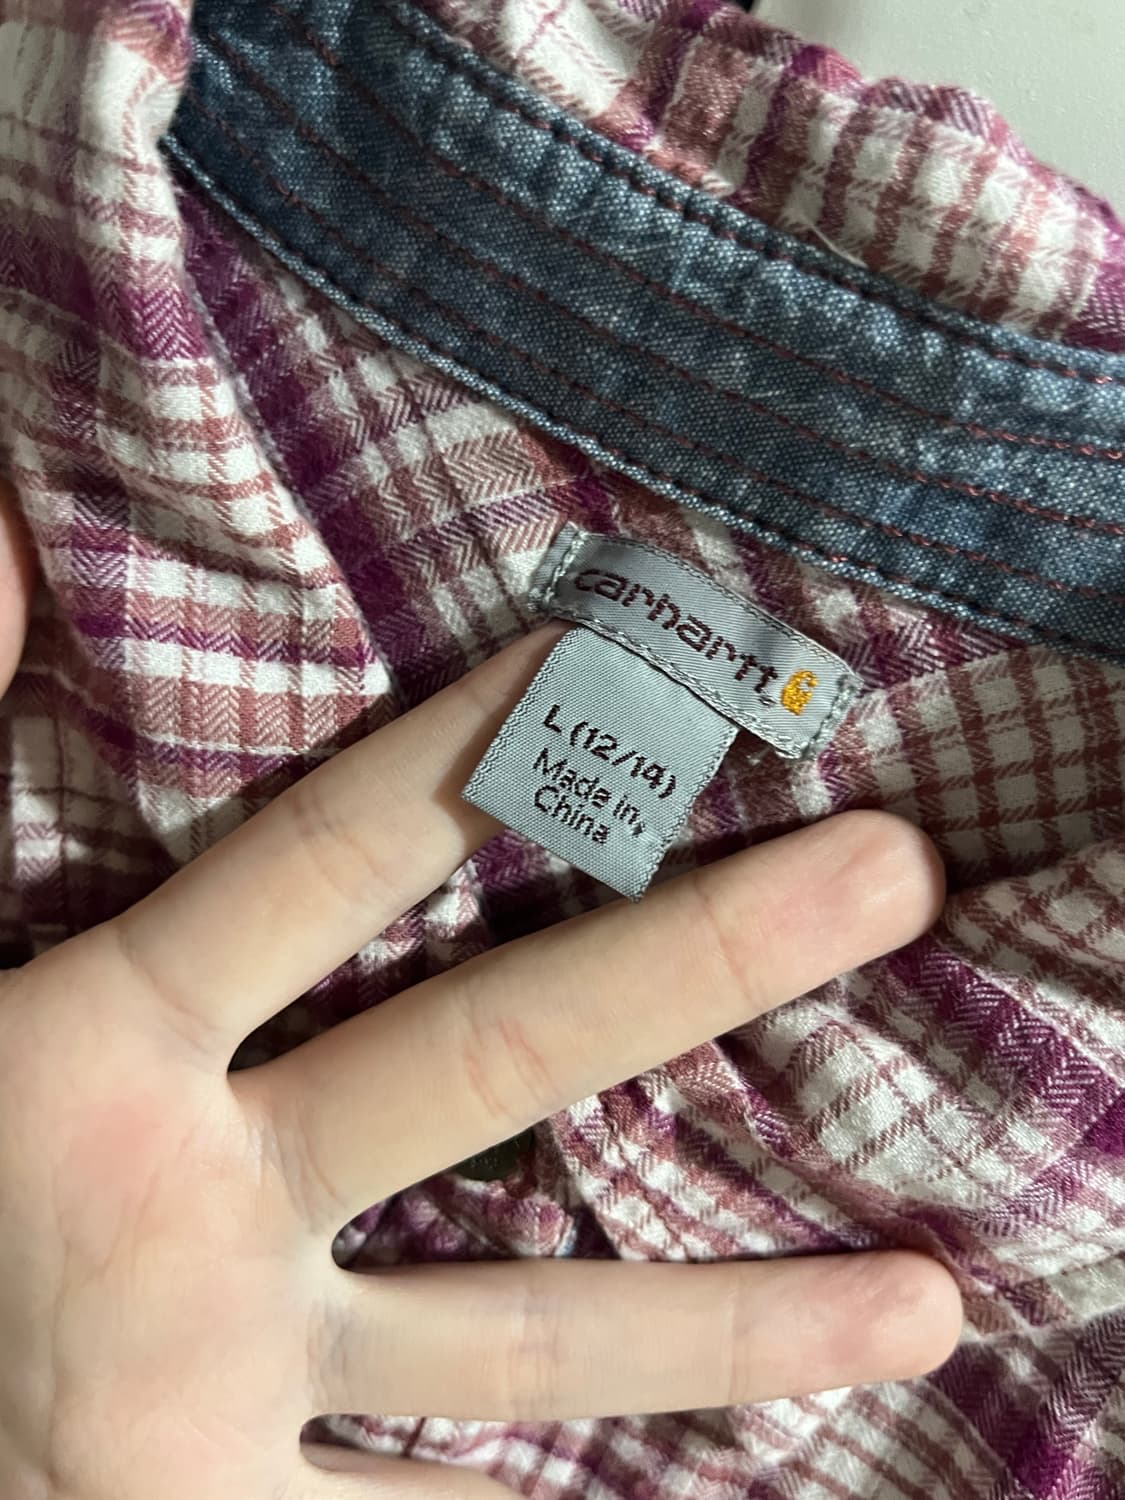 carhartt
L (12/14)
Made in
China